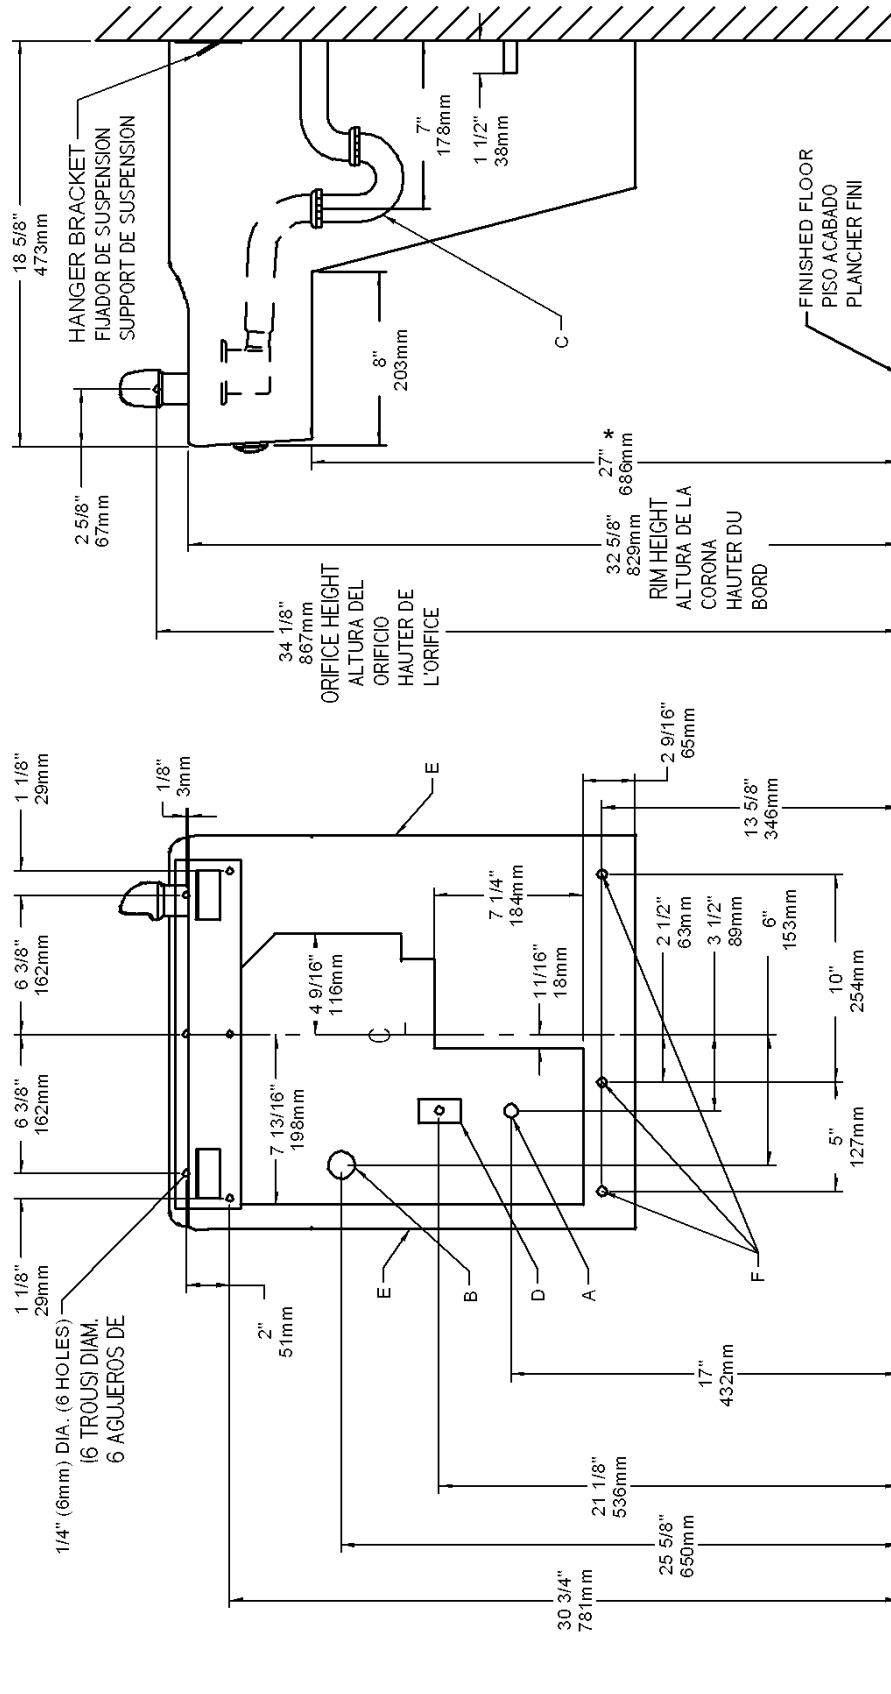 18 5/8"
473mm
HANGER BRACKET
FIJADOR DE SUSPENSION
SUPPORT DE SUSPENSION
2 5/8"
67mm
7"
178mm
1 1/2"
38mm
8"
203mm
C
FINISHED FLOOR
PISO ACABADO
PLANCHER FINI
27" *
686mm
32 5/8"
829mm
RIM HEIGHT
ALTURA DE LA
CORONA
HAUTER DU
BORD
34 1/8"
867mm
ORIFICE HEIGHT
ALTURA DEL
ORIFICIO
HAUTER DE
L'ORIFICE
1 1/8"
29mm
6 3/8"
162mm
6 3/8"
162mm
1 1/8"
29mm
1/8"
3mm
1/4" (6mm) DIA. (6 HOLES)
(6 TROUS) DIAM.
6 AGUJEROS DE
2"
51mm
E
2 9/16"
65mm
13 5/8"
346mm
7 1/4"
184mm
4 9/16"
116mm
11/16"
18mm
CL
7 13/16"
198mm
2 1/2"
63mm
3 1/2"
89mm
6"
153mm
10"
254mm
5"
127mm
E
B
D
A
F
17"
432mm
21 1/8"
536mm
25 5/8"
650mm
30 3/4"
781mm